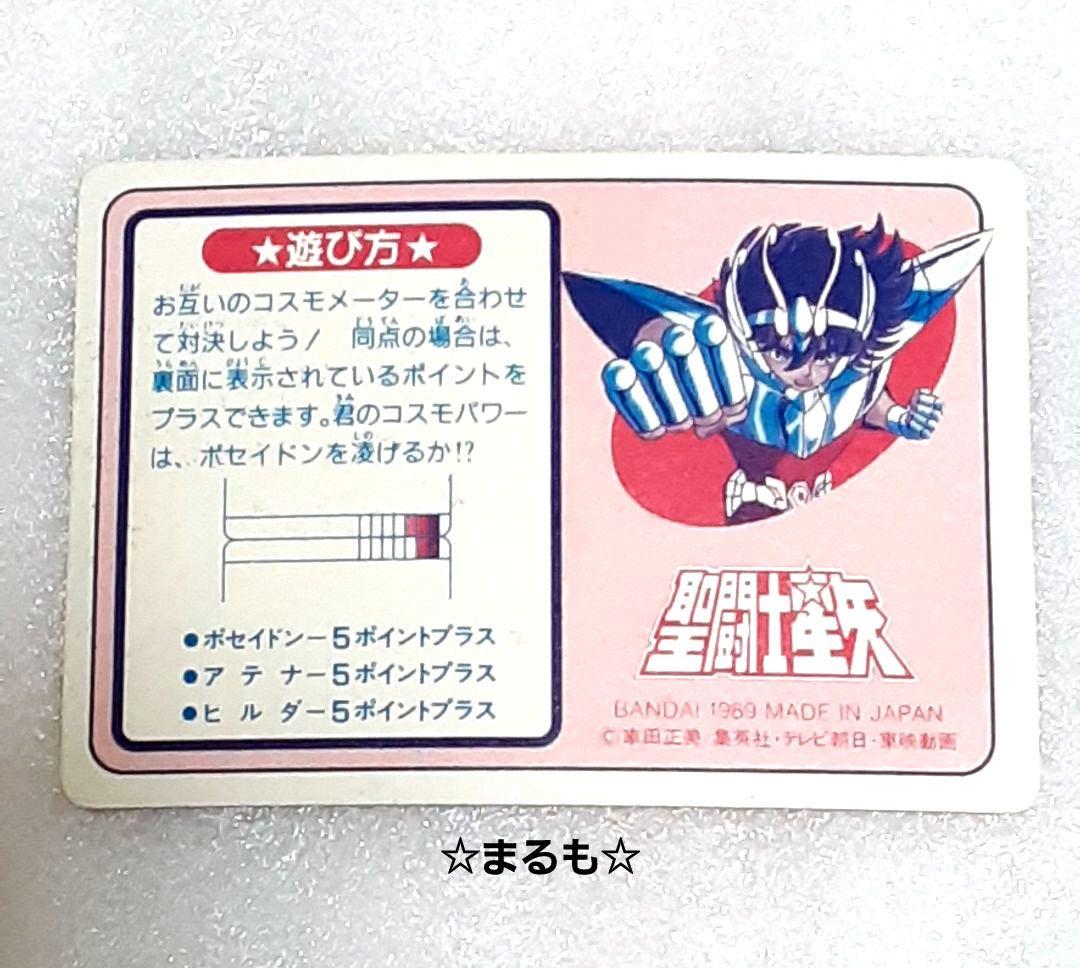 ★遊び方★
お互いのコスモメーターを合わせ
て対決しよう! 同点の場合は、
裏面に表示されているポイントを
プラスできます。君のコスモパワー
は、ポセイドンを凌げるか!?
●ポセイドンー5ポイントプラス
●アテナー5ポイントプラス
●ヒルダー5ポイントプラス
聖闘士星矢
BANDAI 1989 MADE IN JAPAN
©車田正美 集英社・テレビ朝日・東映動画
☆まるも☆